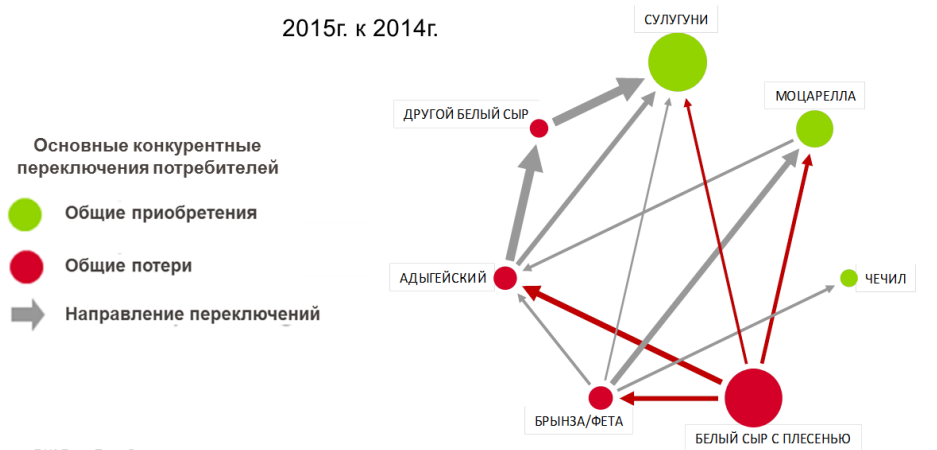 2015г. к 2014г.
СУЛУГУНИ
МОЦАРЕЛЛА
ДРУГОЙ БЕЛЫЙ СЫР
Основные конкурентные
переключения потребителей
Общие приобретения
Общие потери
Направление переключений
АДЫГЕЙСКИЙ
ЧЕЧИЛ
БРЫНЗА/ФЕТА
БЕЛЫЙ СЫР С ПЛЕСЕНЬЮ